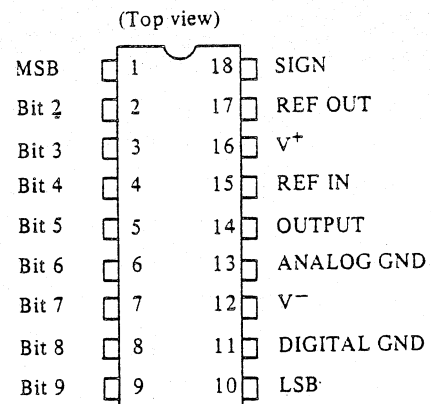 (Top view)
MSB 1 18 SIGN
Bit 2 2 17 REF OUT
Bit 3 3 16 V+
Bit 4 4 15 REF IN
Bit 5 5 14 OUTPUT
Bit 6 6 13 ANALOG GND
Bit 7 7 12 V−
Bit 8 8 11 DIGITAL GND
Bit 9 9 10 LSB